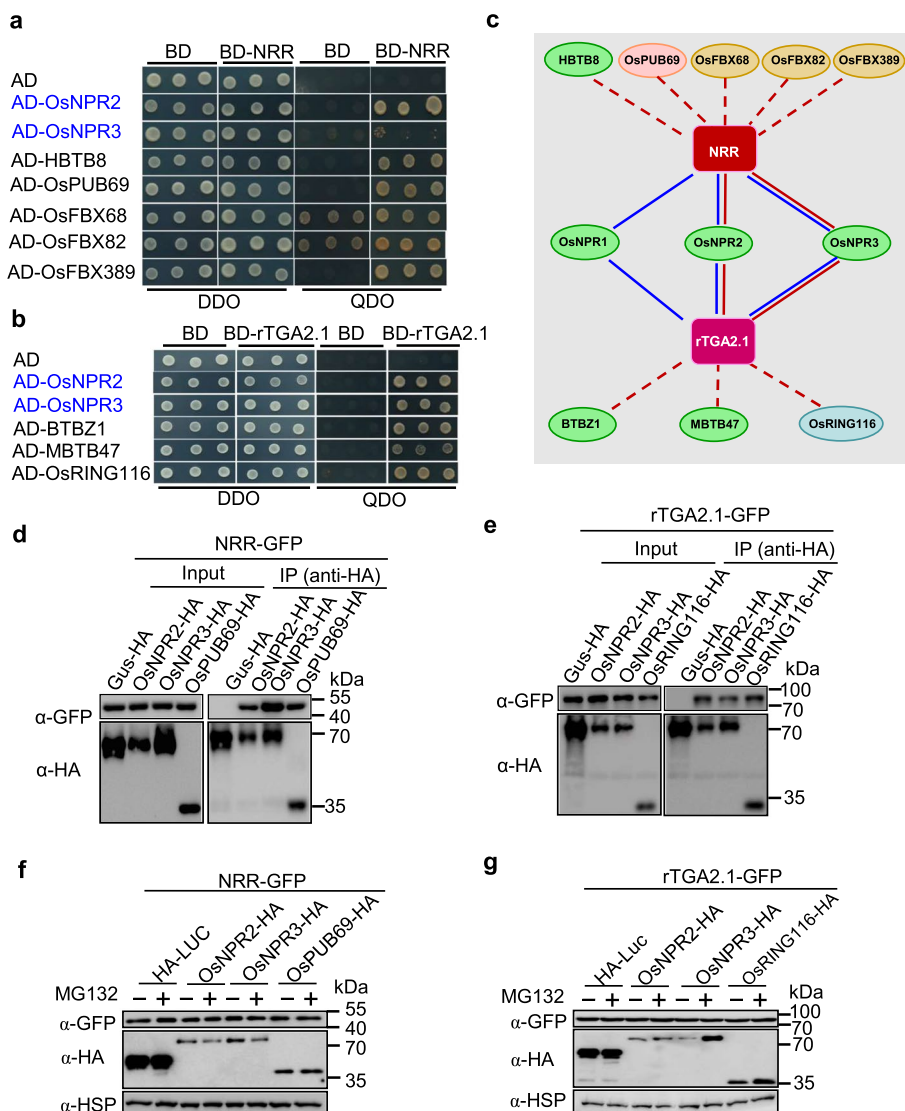 a
BD BD-NRR BD BD-NRR
AD
AD-OsNPR2
AD-OsNPR3
AD-HBTB8
AD-OsPUB69
AD-OsFBX68
AD-OsFBX82
AD-OsFBX389
DDO QDO
b
BD BD-rTGA2.1 BD BD-rTGA2.1
AD
AD-OsNPR2
AD-OsNPR3
AD-BTBZ1
AD-MBTB47
AD-OsRING116
DDO QDO
c
HBTB8 OsPUB69 OsFBX68 OsFBX82 OsFBX389
NRR
OsNPR1 OsNPR2 OsNPR3
rTGA2.1
BTBZ1 MBTB47 OsRING116
d
NRR-GFP
Input IP (anti-HA)
Gus-HA OsNPR2-HA OsNPR3-HA OsPUB69-HA Gus-HA OsNPR2-HA OsNPR3-HA OsPUB69-HA
kDa
α-GFP 55
40
α-HA 70
35
e
rTGA2.1-GFP
Input IP (anti-HA)
Gus-HA OsNPR2-HA OsNPR3-HA OsRING116-HA Gus-HA OsNPR2-HA OsNPR3-HA OsRING116-HA
kDa
α-GFP 100
70
α-HA 70
35
f
NRR-GFP
HA-LUC OsNPR2-HA OsNPR3-HA OsPUB69-HA
kDa
MG132 − + − + − + − +
α-GFP 55
40
α-HA 70
35
α-HSP
g
rTGA2.1-GFP
HA-Luc OsNPR2-HA OsNPR3-HA OsRING116-HA
kDa
MG132 − + − + − + − +
α-GFP 100
70
α-HA 70
35
α-HSP